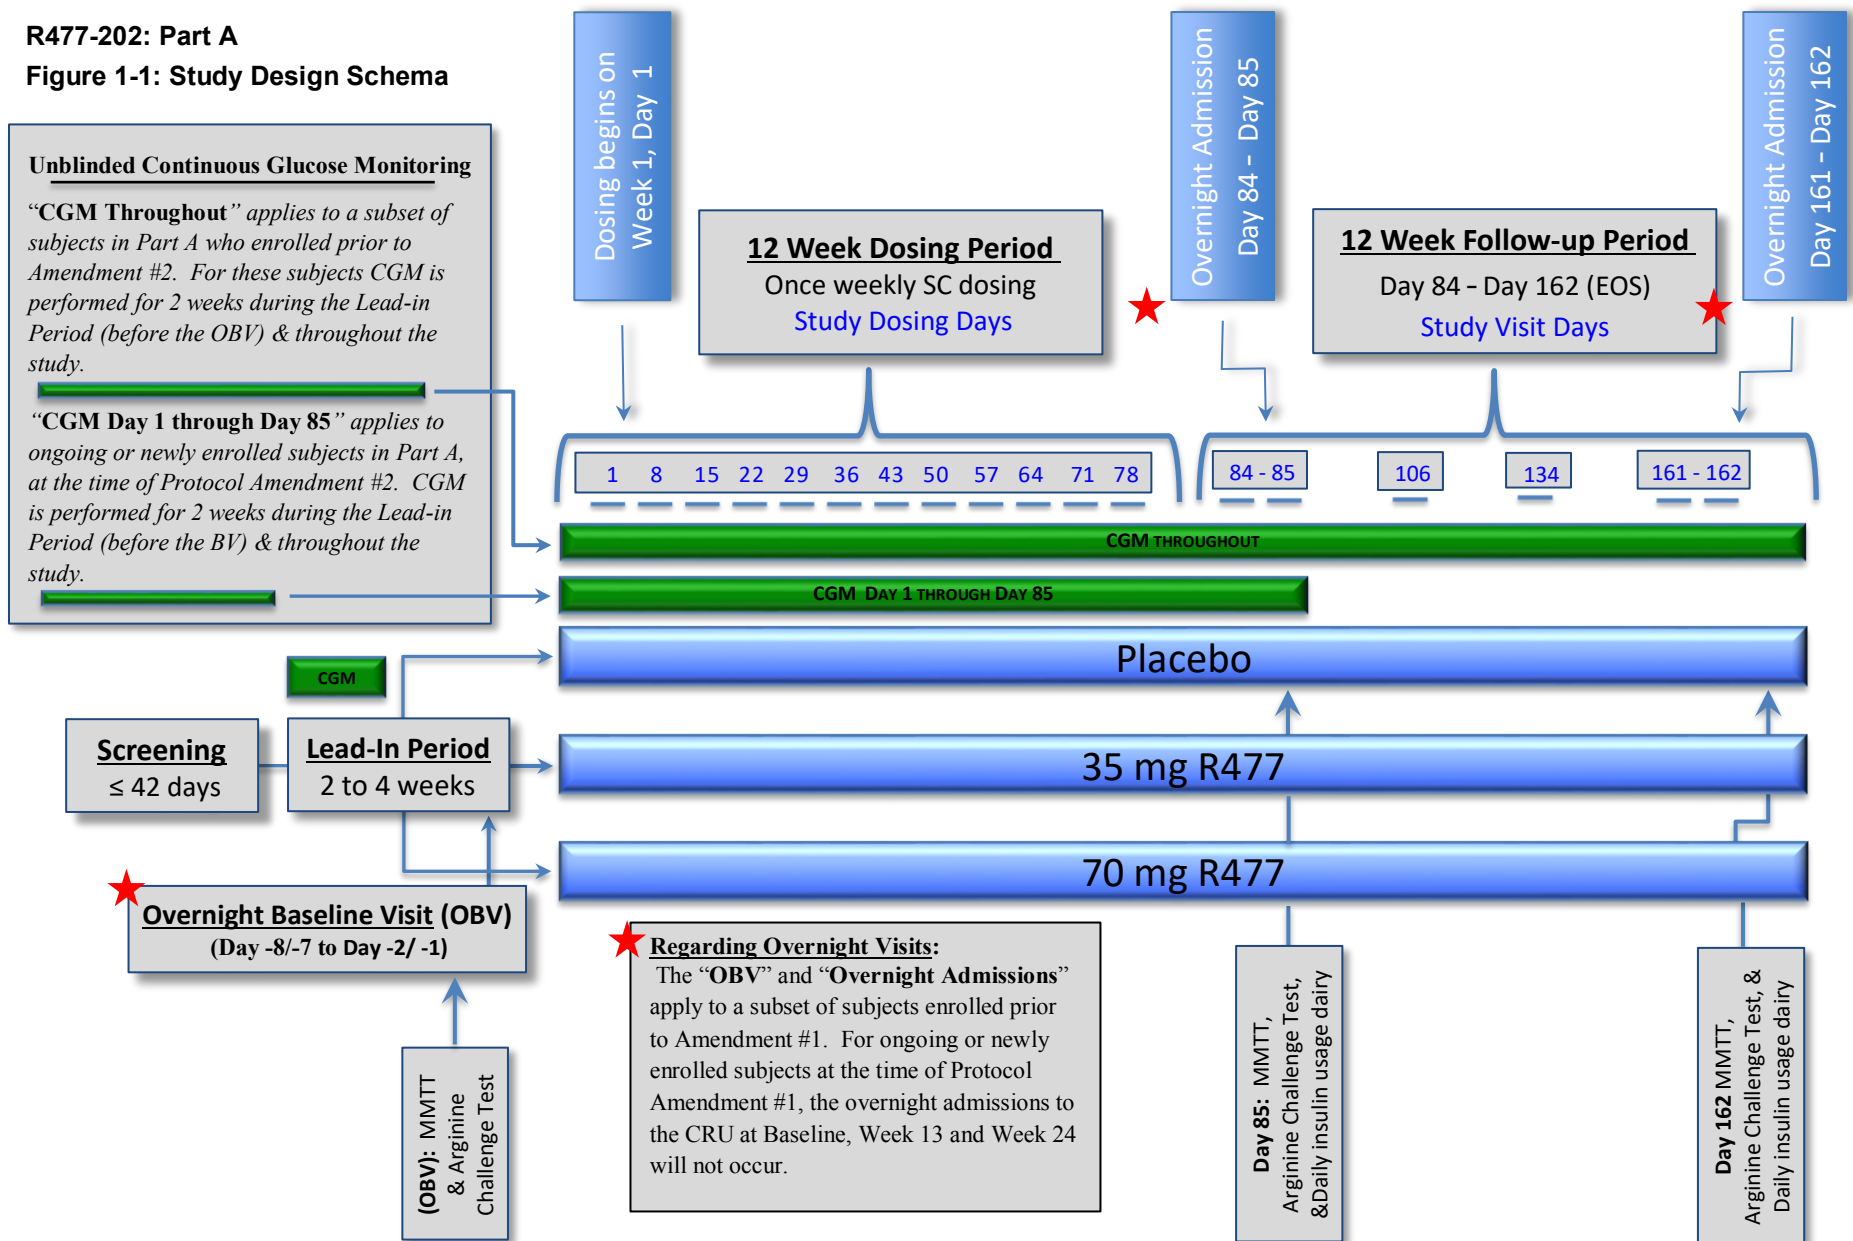 R477-202: Part A
Figure 1-1: Study Design Schema
Unblinded Continuous Glucose Monitoring
“CGM Throughout” applies to a subset of
subjects in Part A who enrolled prior to
Amendment #2. For these subjects CGM is
performed for 2 weeks during the Lead-in
Period (before the OBV) & throughout the
study.
“CGM Day 1 through Day 85” applies to
ongoing or newly enrolled subjects in Part A,
at the time of Protocol Amendment #2. CGM
is performed for 2 weeks during the Lead-in
Period (before the BV) & throughout the
study.
Dosing begins on
Week 1, Day 1
12 Week Dosing Period
Once weekly SC dosing
Study Dosing Days
Overnight Admission
Day 84 – Day 85
12 Week Follow-up Period
Day 84 – Day 162 (EOS)
Study Visit Days
Overnight Admission
Day 161 – Day 162
1 8 15 22 29 36 43 50 57 64 71 78
84 - 85
106
134
161 - 162
CGM THROUGHOUT
CGM DAY 1 THROUGH DAY 85
CGM
Placebo
Screening
≤ 42 days
Lead-In Period
2 to 4 weeks
35 mg R477
70 mg R477
Overnight Baseline Visit (OBV)
(Day -8/-7 to Day -2/ -1)
(OBV): MMTT
& Arginine
Challenge Test
Regarding Overnight Visits:
The “OBV” and “Overnight Admissions”
apply to a subset of subjects enrolled prior
to Amendment #1. For ongoing or newly
enrolled subjects at the time of Protocol
Amendment #1, the overnight admissions to
the CRU at Baseline, Week 13 and Week 24
will not occur.
Day 85: MMTT,
Arginine Challenge Test,
&Daily insulin usage dairy
Day 162 MMTT,
Arginine Challenge Test, &
Daily insulin usage dairy